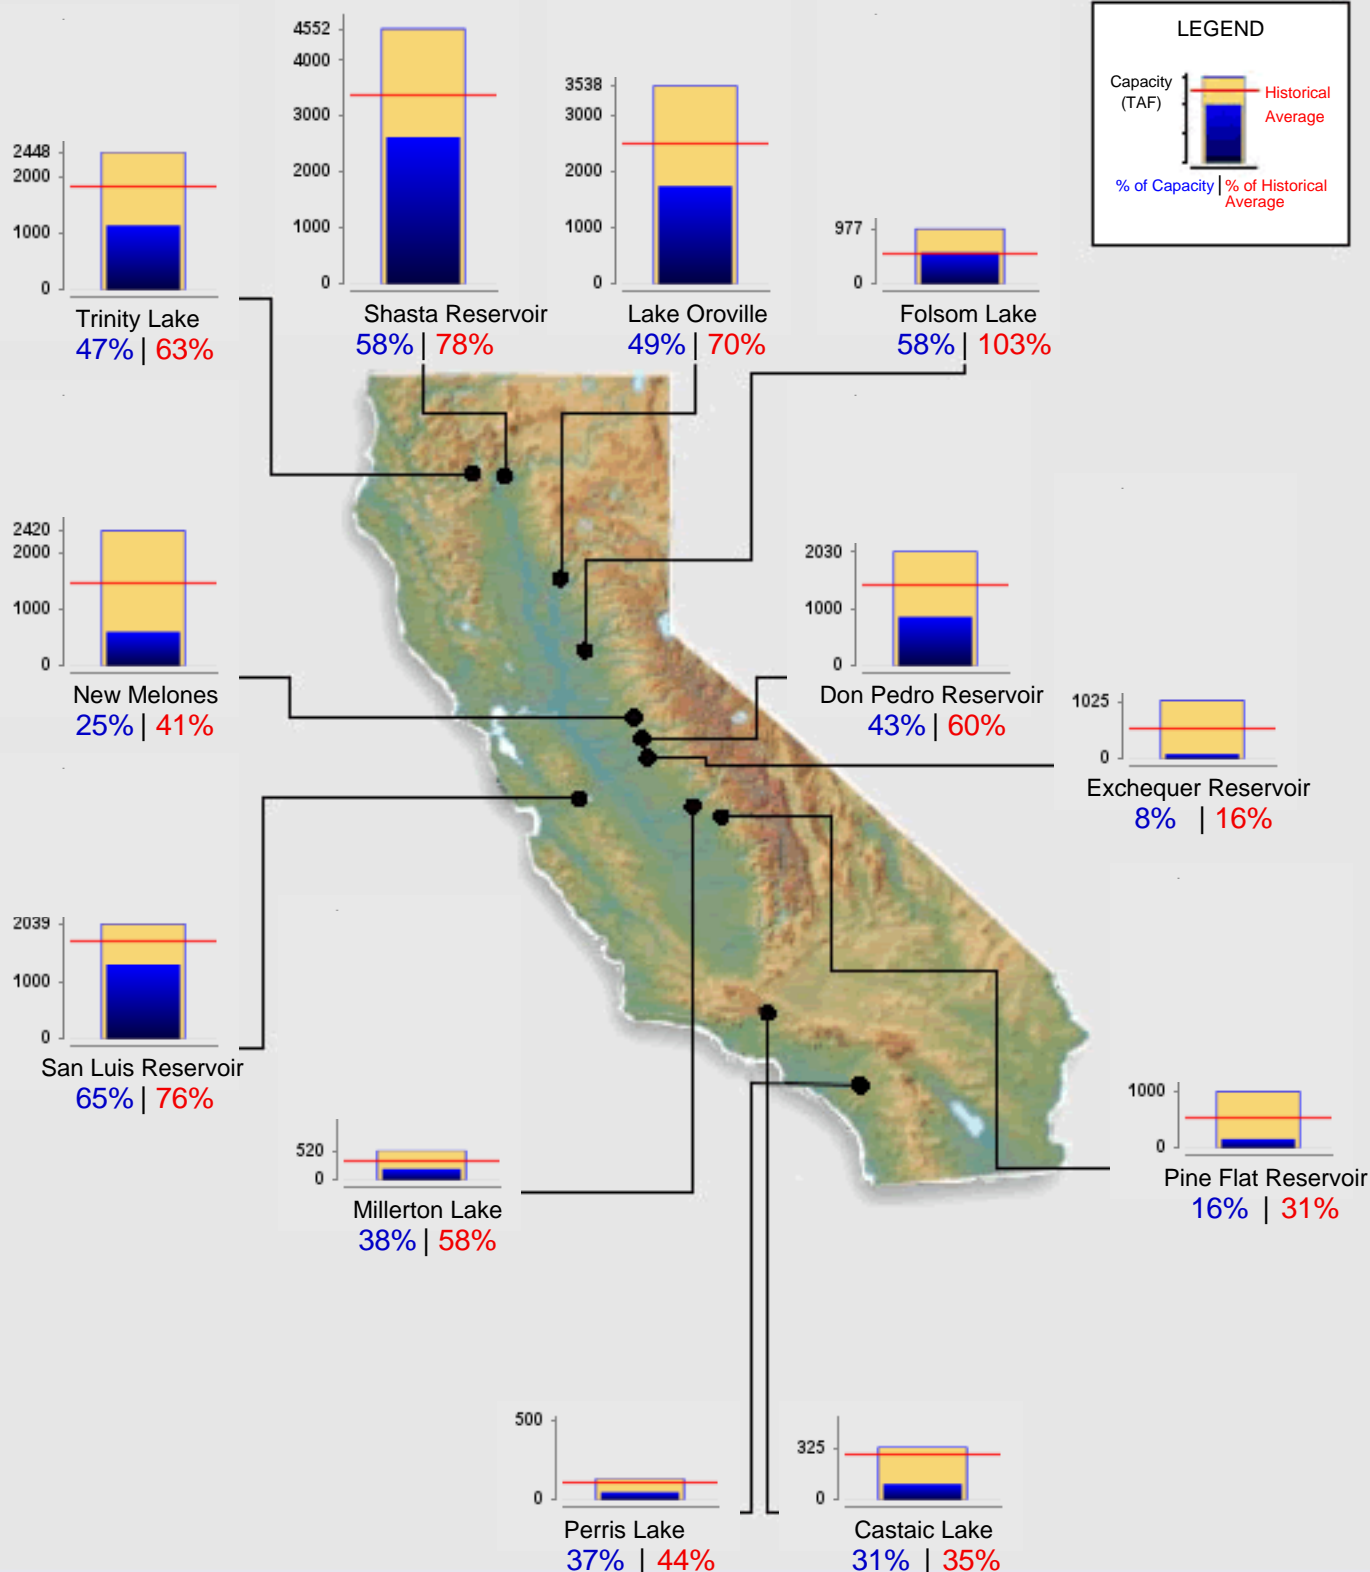 LEGEND
Capacity
(TAF)
Historical
Average
% of Capacity | % of Historical
Average
2448
2000
1000
0
Trinity Lake
47% | 63%
4552
4000
3000
2000
1000
0
Shasta Reservoir
58% | 78%
3538
3000
2000
1000
0
Lake Oroville
49% | 70%
977
0
Folsom Lake
58% | 103%
2420
2000
1000
0
New Melones
25% | 41%
2030
1000
0
Don Pedro Reservoir
43% | 60%
1025
0
Exchequer Reservoir
8% | 16%
2039
1000
0
San Luis Reservoir
65% | 76%
520
0
Millerton Lake
38% | 58%
1000
0
Pine Flat Reservoir
16% | 31%
500
0
Perris Lake
37% | 44%
325
0
Castaic Lake
31% | 35%